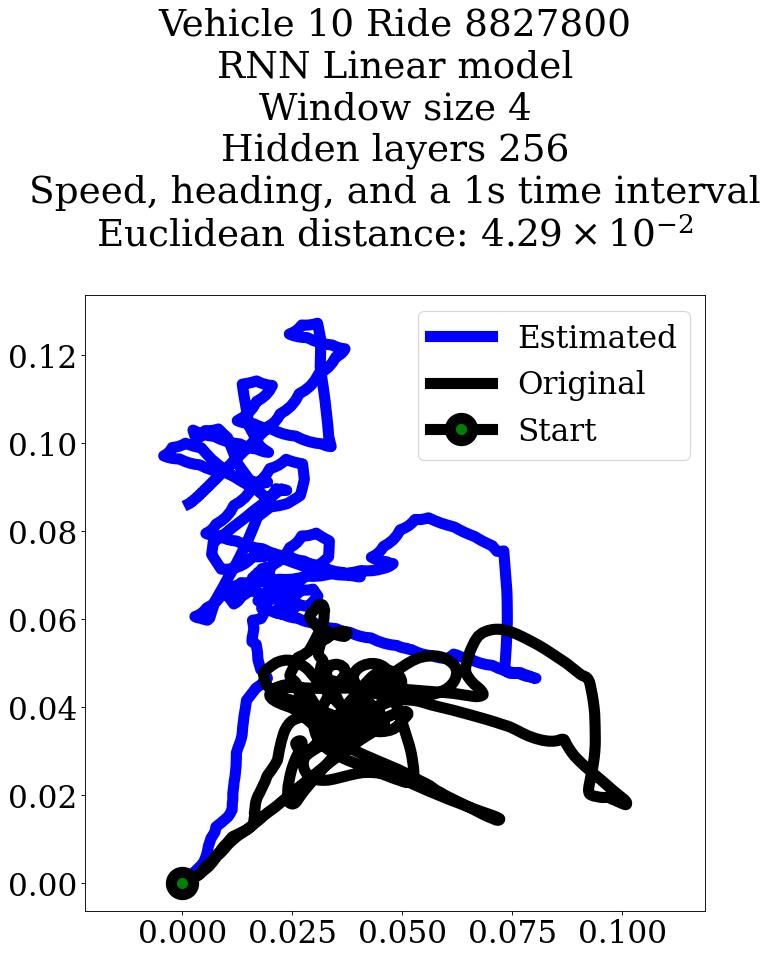 Vehicle 10 Ride 8827800
RNN Linear model
Window size 4
Hidden layers 256
Speed, heading, and a 1s time interval
Euclidean distance: 4.29 × 10⁻²
Estimated
Original
Start
0.12
0.10
0.08
0.06
0.04
0.02
0.00
0.000 0.025 0.050 0.075 0.100